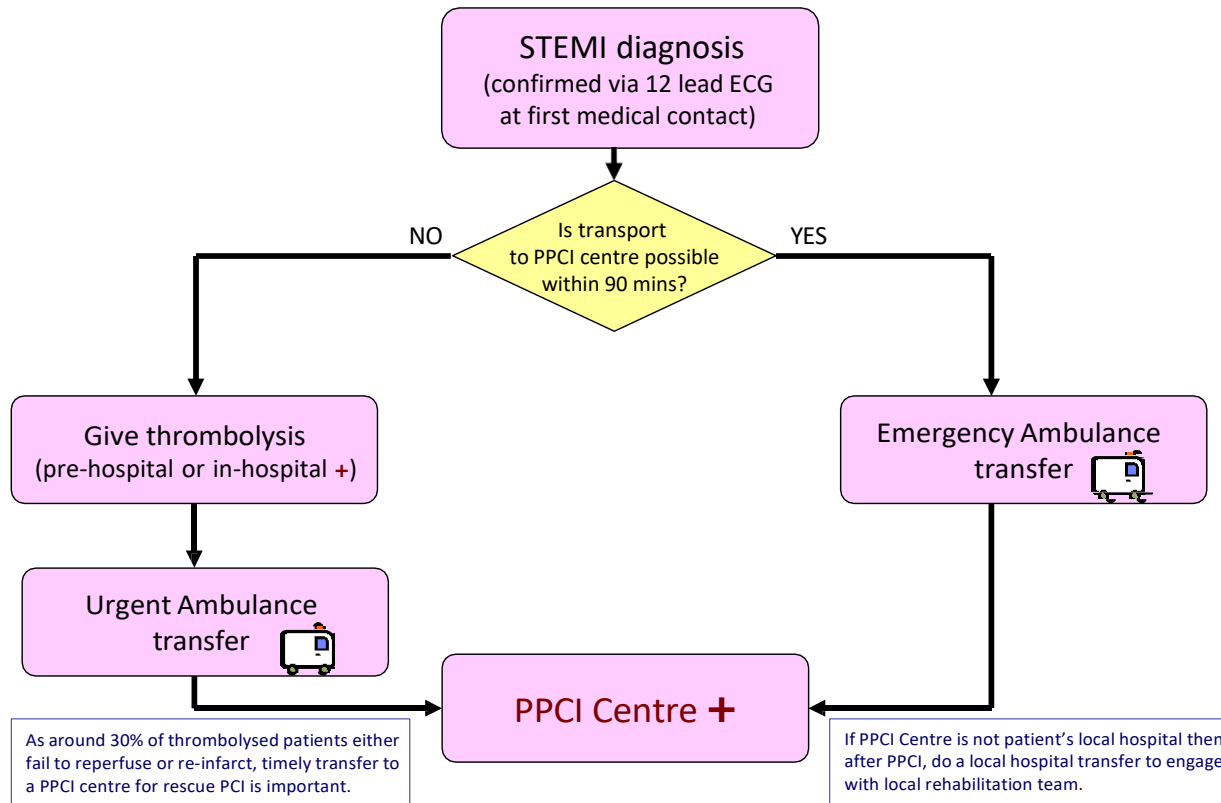 STEMI diagnosis
(confirmed via 12 lead ECG
at first medical contact)
Is transport
to PPCI centre possible
within 90 mins?
NO
YES
Give thrombolysis
(pre-hospital or in-hospital +)
Emergency Ambulance
transfer
Urgent Ambulance
transfer
PPCI Centre +
As around 30% of thrombolysed patients either
fail to reperfuse or re-infarct, timely transfer to
a PPCI centre for rescue PCI is important.
If PPCI Centre is not patient’s local hospital then
after PPCI, do a local hospital transfer to engage
with local rehabilitation team.